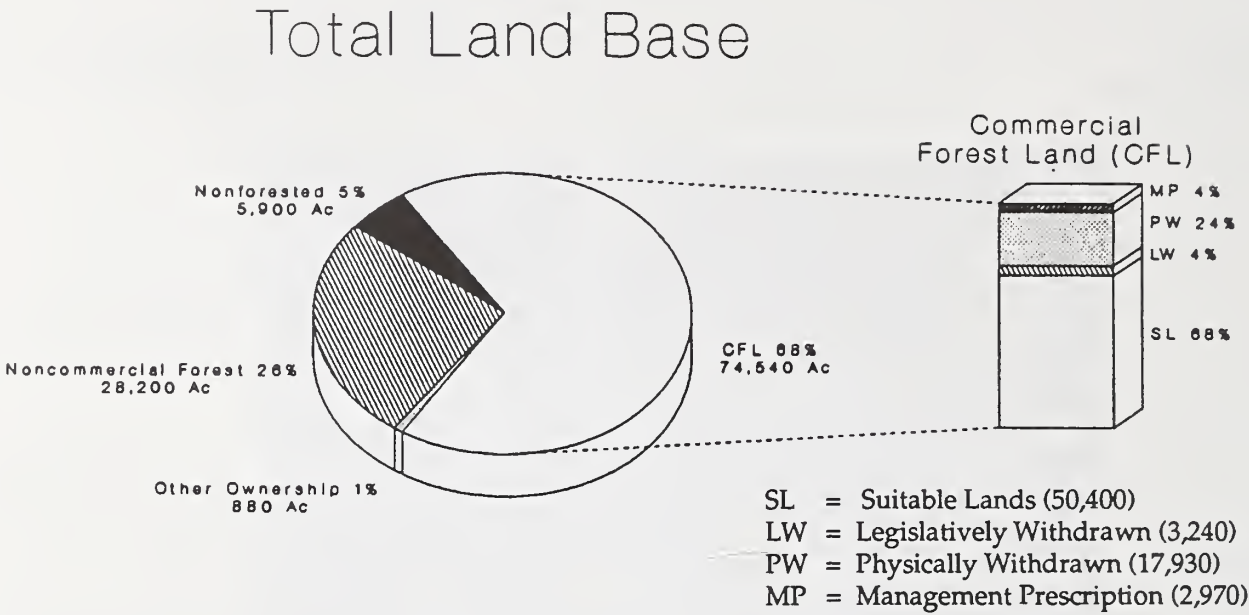 Total Land Base
Commercial
Forest Land (CFL)
Nonforested 5%
5,900 Ac
Noncommercial Forest 26%
28,200 Ac
Other Ownership 1%
880 Ac
CFL 68%
74,540 Ac
MP 4%
PW 24%
LW 4%
SL 68%
SL = Suitable Lands (50,400)
LW = Legislatively Withdrawn (3,240)
PW = Physically Withdrawn (17,930)
MP = Management Prescription (2,970)